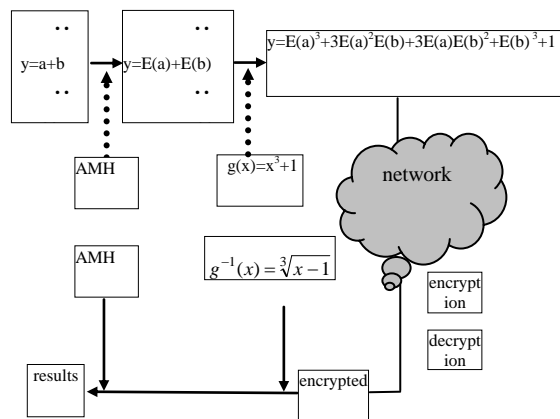 y=a+b
y=E(a)+E(b)
y=E(a)³+3E(a)²E(b)+3E(a)E(b)²+E(b)³+1
AMH
g(x)=x³+1
network
AMH
g⁻¹(x) = ∛(x−1)
encrypt
ion
decrypt
ion
results
encrypted